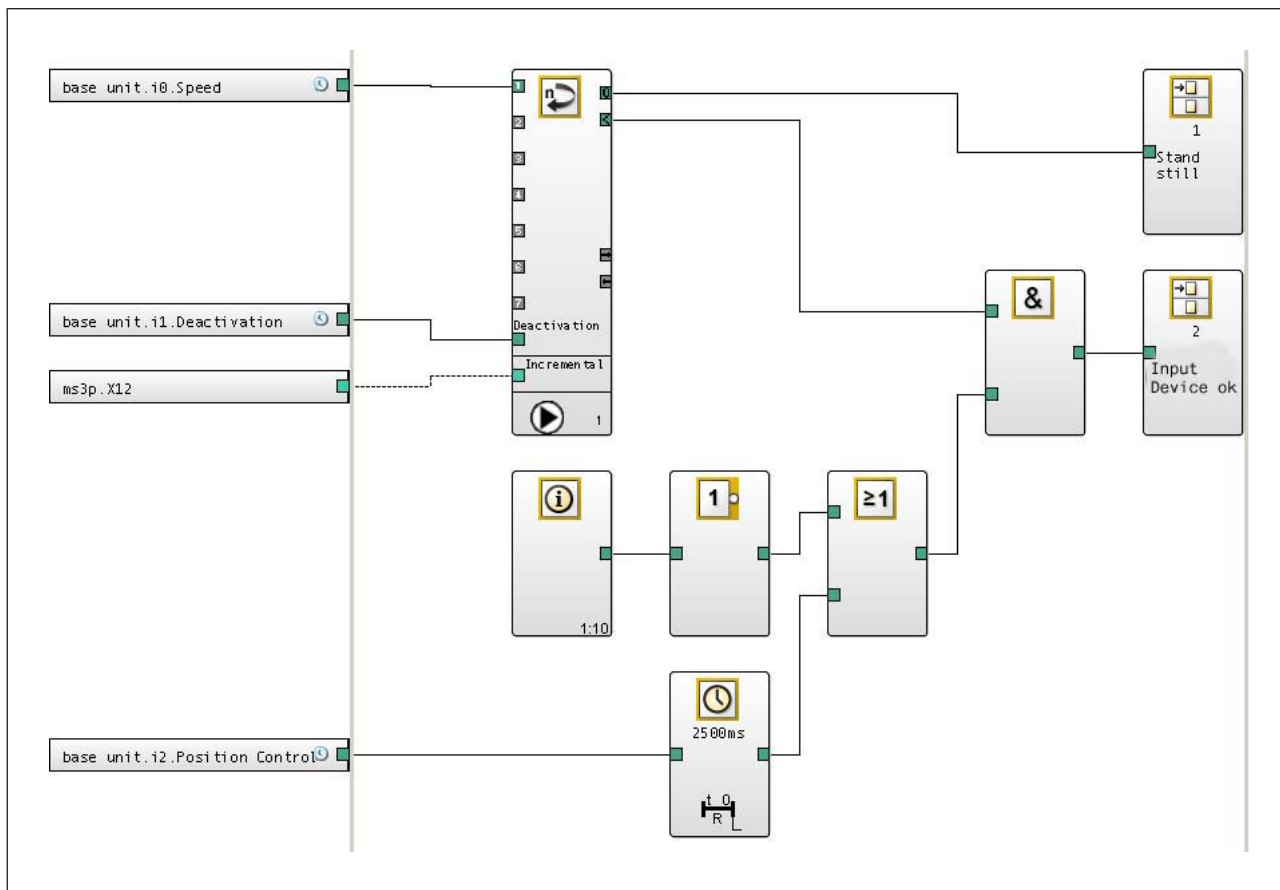 base unit.i0.Speed
1
2
3
4
5
6
7
n
0
<
Deactivation
Incremental
1
base unit.i1.Deactivation
ms3p.X12
1
Stand
still
&
2
Input
Device ok
i
1:10
1
≥1
base unit.i2.Position Control
2500ms
t 0
R